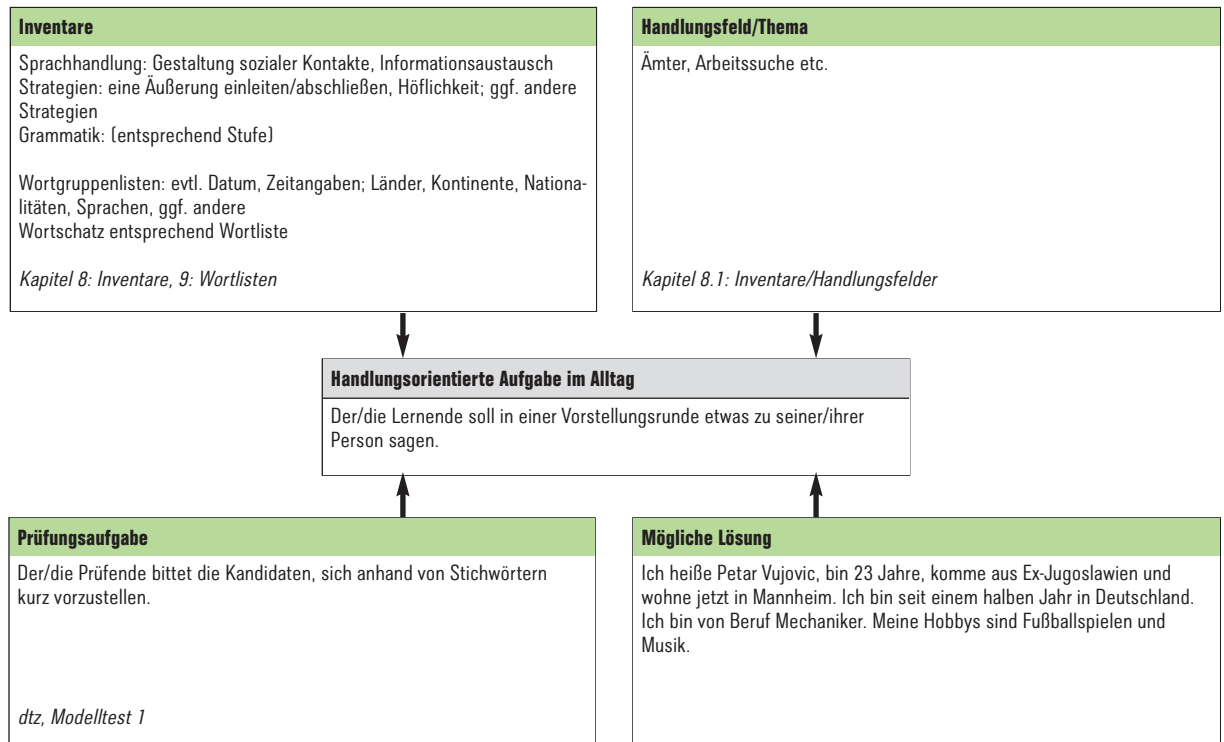 Inventare
Sprachhandlung: Gestaltung sozialer Kontakte, Informationsaustausch
Strategien: eine Äußerung einleiten/abschließen, Höflichkeit; ggf. andere
Strategien
Grammatik: (entsprechend Stufe)
Wortgruppenlisten: evtl. Datum, Zeitangaben; Länder, Kontinente, Nationa-
litäten, Sprachen, ggf. andere
Wortschatz entsprechend Wortliste
Kapitel 8: Inventare, 9: Wortlisten
Handlungsfeld/Thema
Ämter, Arbeitssuche etc.
Kapitel 8.1: Inventare/Handlungsfelder
Handlungsorientierte Aufgabe im Alltag
Der/die Lernende soll in einer Vorstellungsrunde etwas zu seiner/ihrer
Person sagen.
Prüfungsaufgabe
Der/die Prüfende bittet die Kandidaten, sich anhand von Stichwörtern
kurz vorzustellen.
dtz, Modelltest 1
Mögliche Lösung
Ich heiße Petar Vujovic, bin 23 Jahre, komme aus Ex-Jugoslawien und
wohne jetzt in Mannheim. Ich bin seit einem halben Jahr in Deutschland.
Ich bin von Beruf Mechaniker. Meine Hobbys sind Fußballspielen und
Musik.